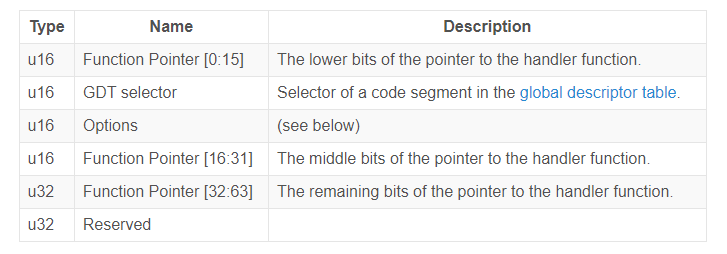 Type Name Description
u16 Function Pointer [0:15] The lower bits of the pointer to the handler function.
u16 GDT selector Selector of a code segment in the global descriptor table.
u16 Options (see below)
u16 Function Pointer [16:31] The middle bits of the pointer to the handler function.
u32 Function Pointer [32:63] The remaining bits of the pointer to the handler function.
u32 Reserved